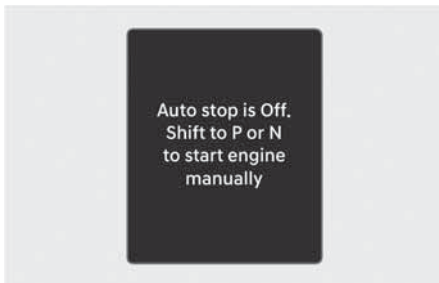 Auto stop is Off.
Shift to P or N
to start engine
manually